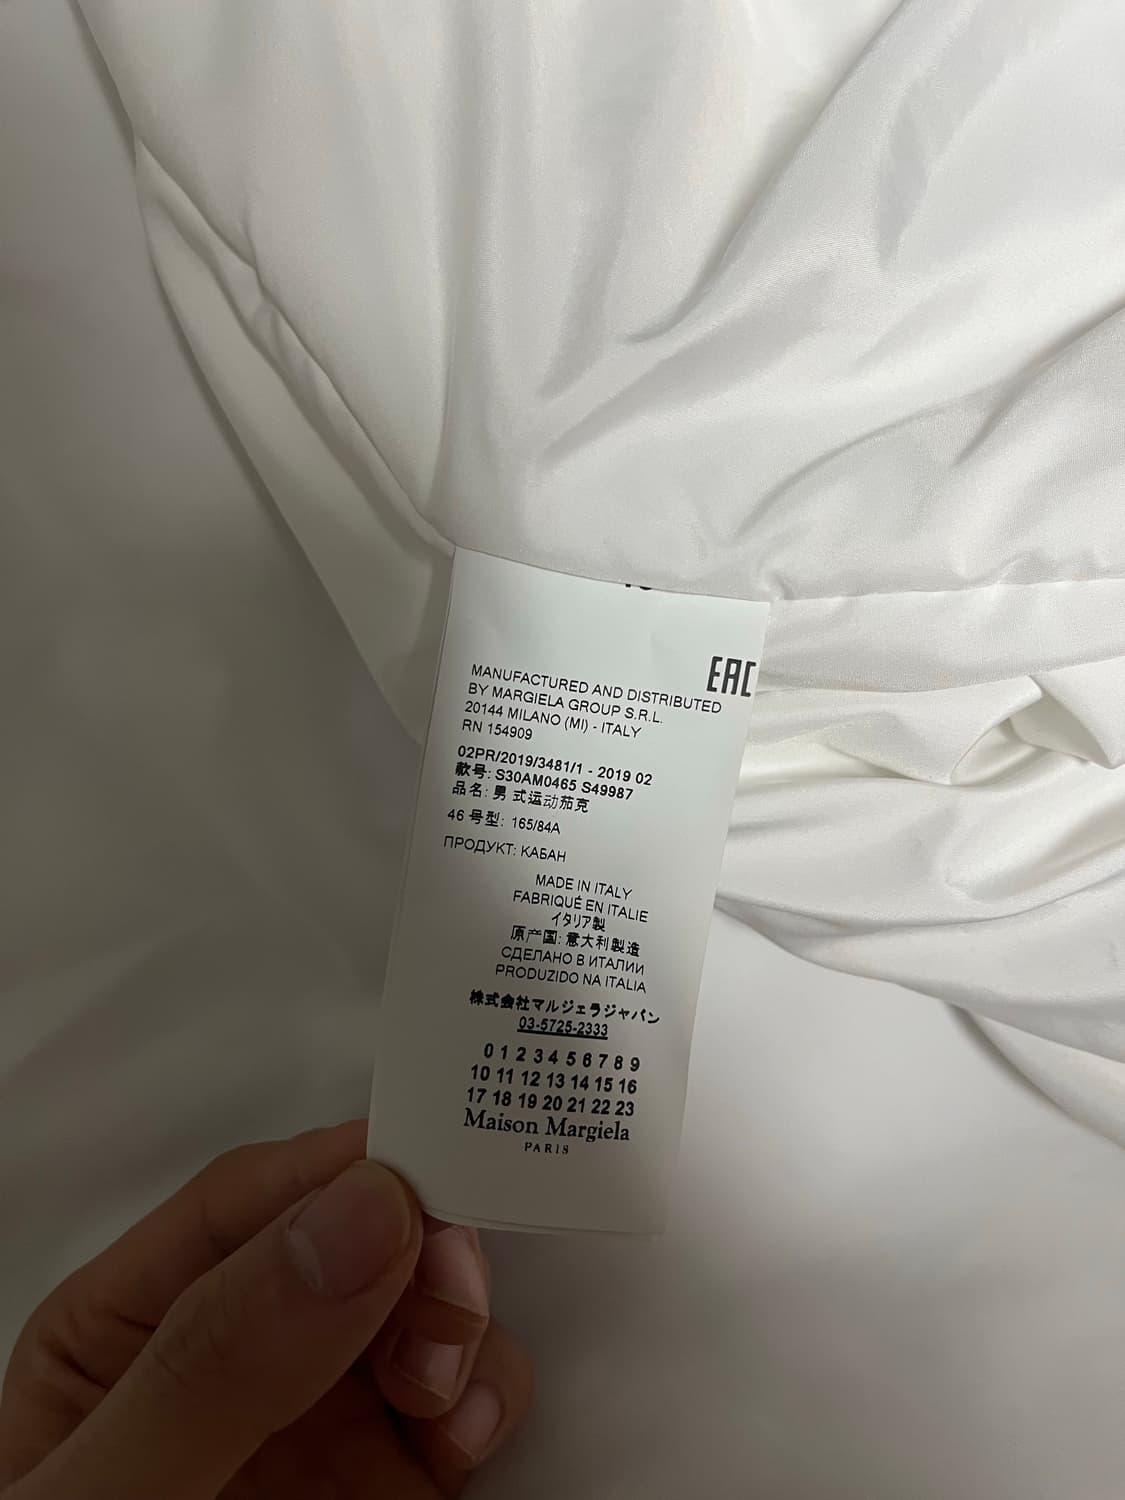 EAC
MANUFACTURED AND DISTRIBUTED
BY MARGIELA GROUP S.R.L.
20144 MILANO (MI) - ITALY
RN 154909
02PR/2019/3481/1 - 2019 02
款号: S30AM0465 S49987
品名: 男 式运动茄克
46 号型: 165/84A
ПРОДУКТ: КАБАН
MADE IN ITALY
FABRIQUÉ EN ITALIE
イタリア製
原产国: 意大利製造
СДЕЛАНО В ИТАЛИИ
PRODUZIDO NA ITALIA
株式会社マルジェラジャパン
03-5725-2333
0 1 2 3 4 5 6 7 8 9
10 11 12 13 14 15 16
17 18 19 20 21 22 23
Maison Margiela
PARIS